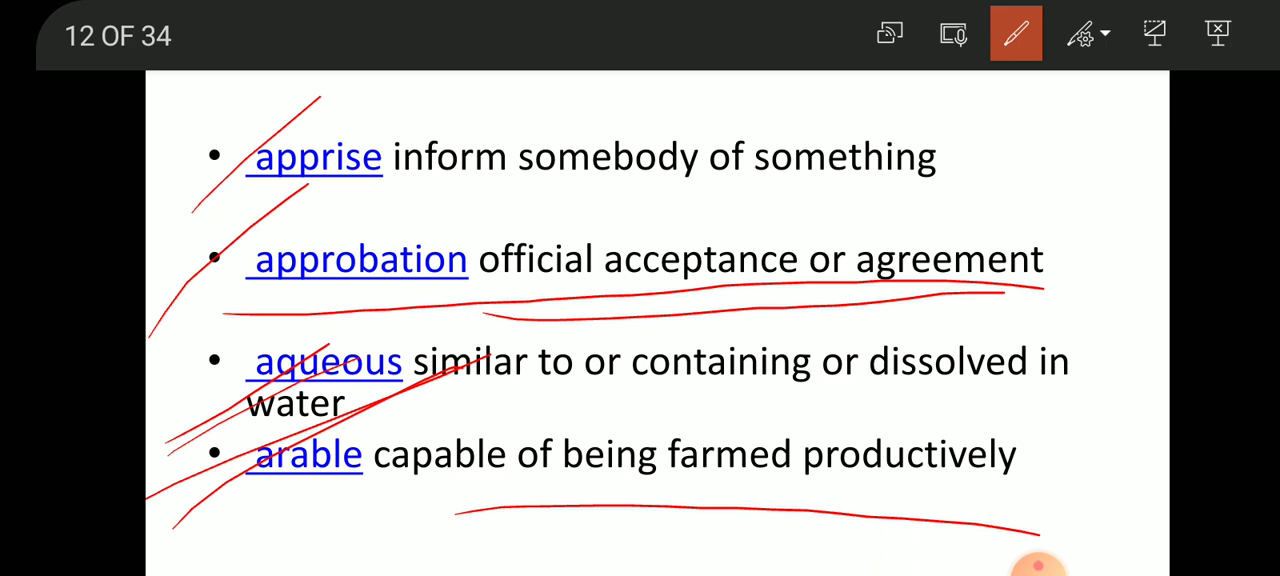 12 OF 34
• apprise inform somebody of something
• approbation official acceptance or agreement
• aqueous similar to or containing or dissolved in
water
• arable capable of being farmed productively